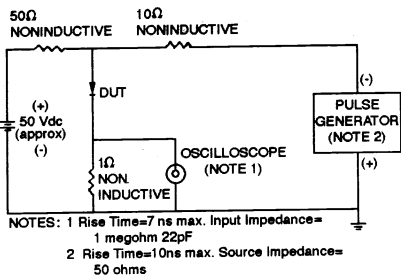 50Ω
NONINDUCTIVE
10Ω
NONINDUCTIVE
(+)
50 Vdc
(approx)
(-)
DUT
1Ω
NON.
INDUCTIVE
OSCILLOSCOPE
(NOTE 1)
(-)
PULSE
GENERATOR
(NOTE 2)
(+)
NOTES: 1 Rise Time=7 ns max. Input Impedance=
1 megohm 22pF
2 Rise Time=10ns max. Source Impedance=
50 ohms